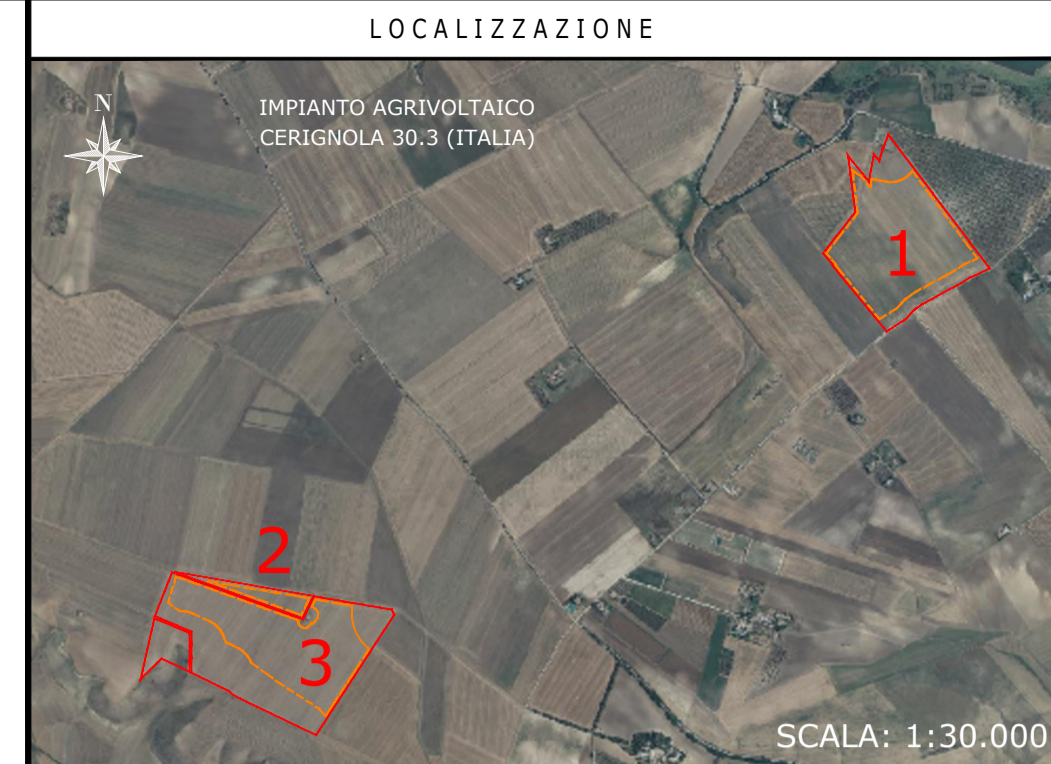 LOCALIZZAZIONE
N
IMPIANTO AGRIVOLTAICO
CERIGNOLA 30.3 (ITALIA)
1
2
3
SCALA: 1:30.000